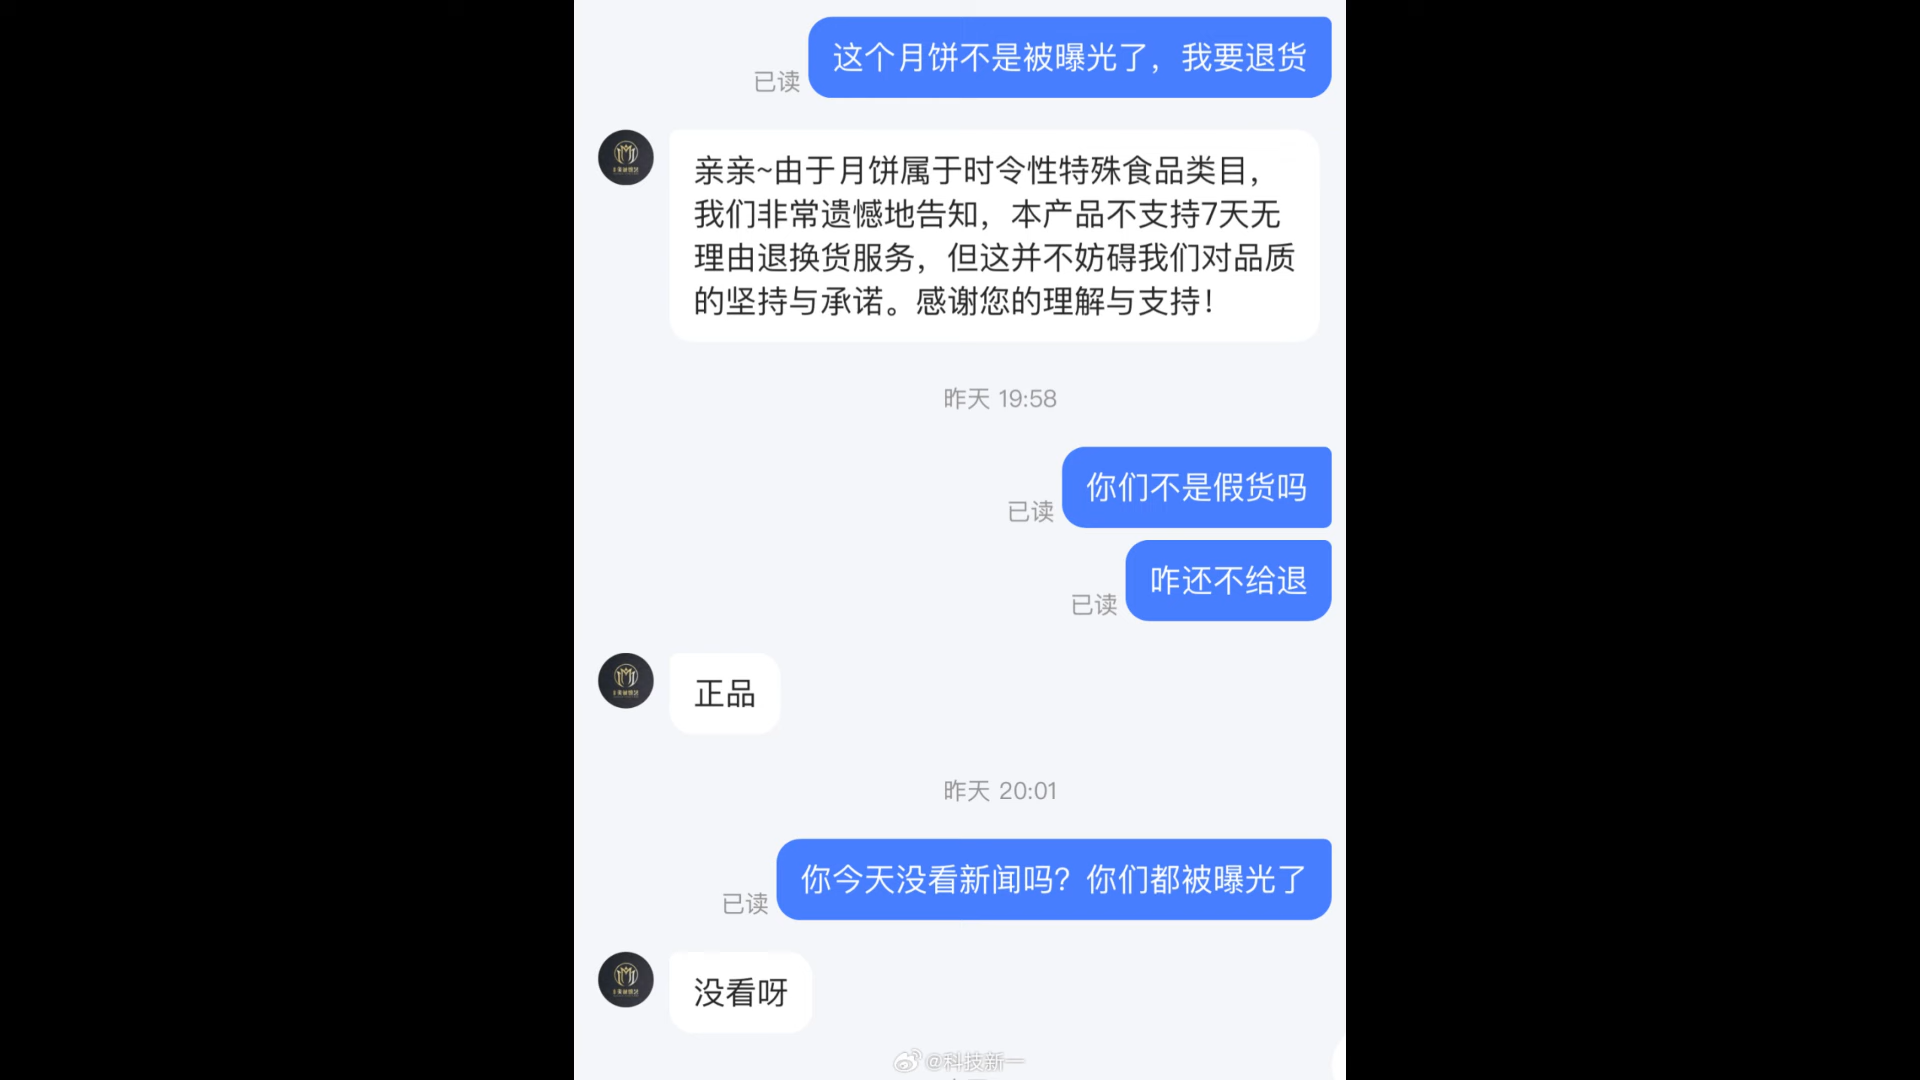 这个月饼不是被曝光了，我要退货
已读
亲亲~由于月饼属于时令性特殊食品类目，
我们非常遗憾地告知，本产品不支持7天无
理由退换货服务，但这并不妨碍我们对品质
的坚持与承诺。感谢您的理解与支持！
昨天 19:58
你们不是假货吗
已读
咋还不给退
已读
正品
昨天 20:01
你今天没看新闻吗？你们都被曝光了
已读
没看呀
@科技新一